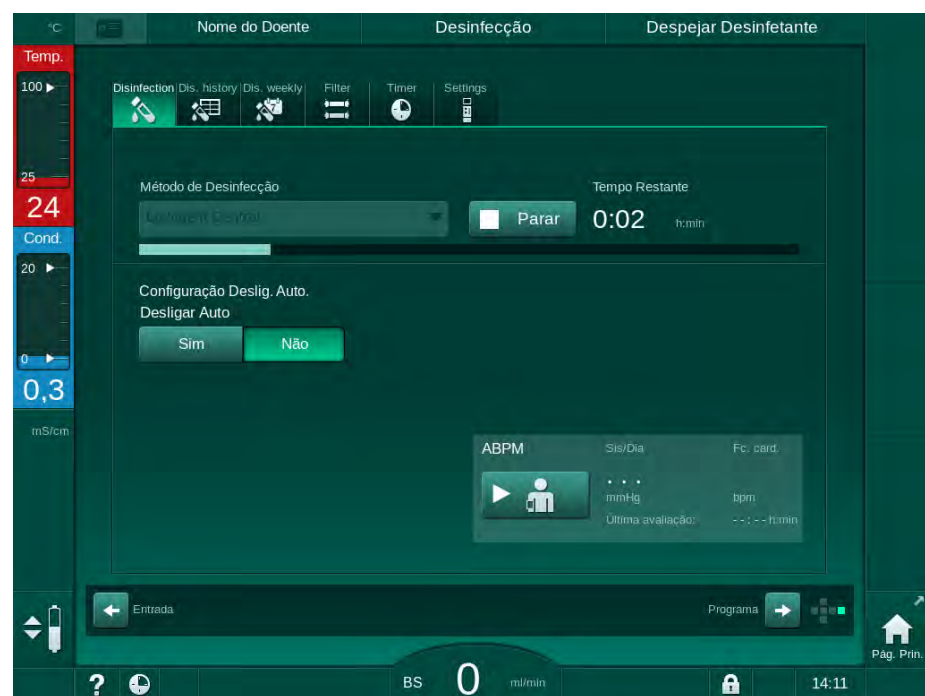 °C
Nome do Doente
Desinfecção
Despejar Desinfetante
Temp.
100
Disinfection Dis. history Dis. weekly Filter Timer Settings
7
25
Método de Desinfecção
Tempo Restante
24
Parar
0:02 h:min
Cond.
20
Configuração Deslig. Auto.
Desligar Auto
Sim
Não
0
0,3
mS/cm
ABPM
Sis/Dia
Fc. card.
. . .
mmHg
bpm
Última avaliação:
--:-- h:min
Entrada
Programa
Pág. Prin.
?
BS 0 ml/min
14:11